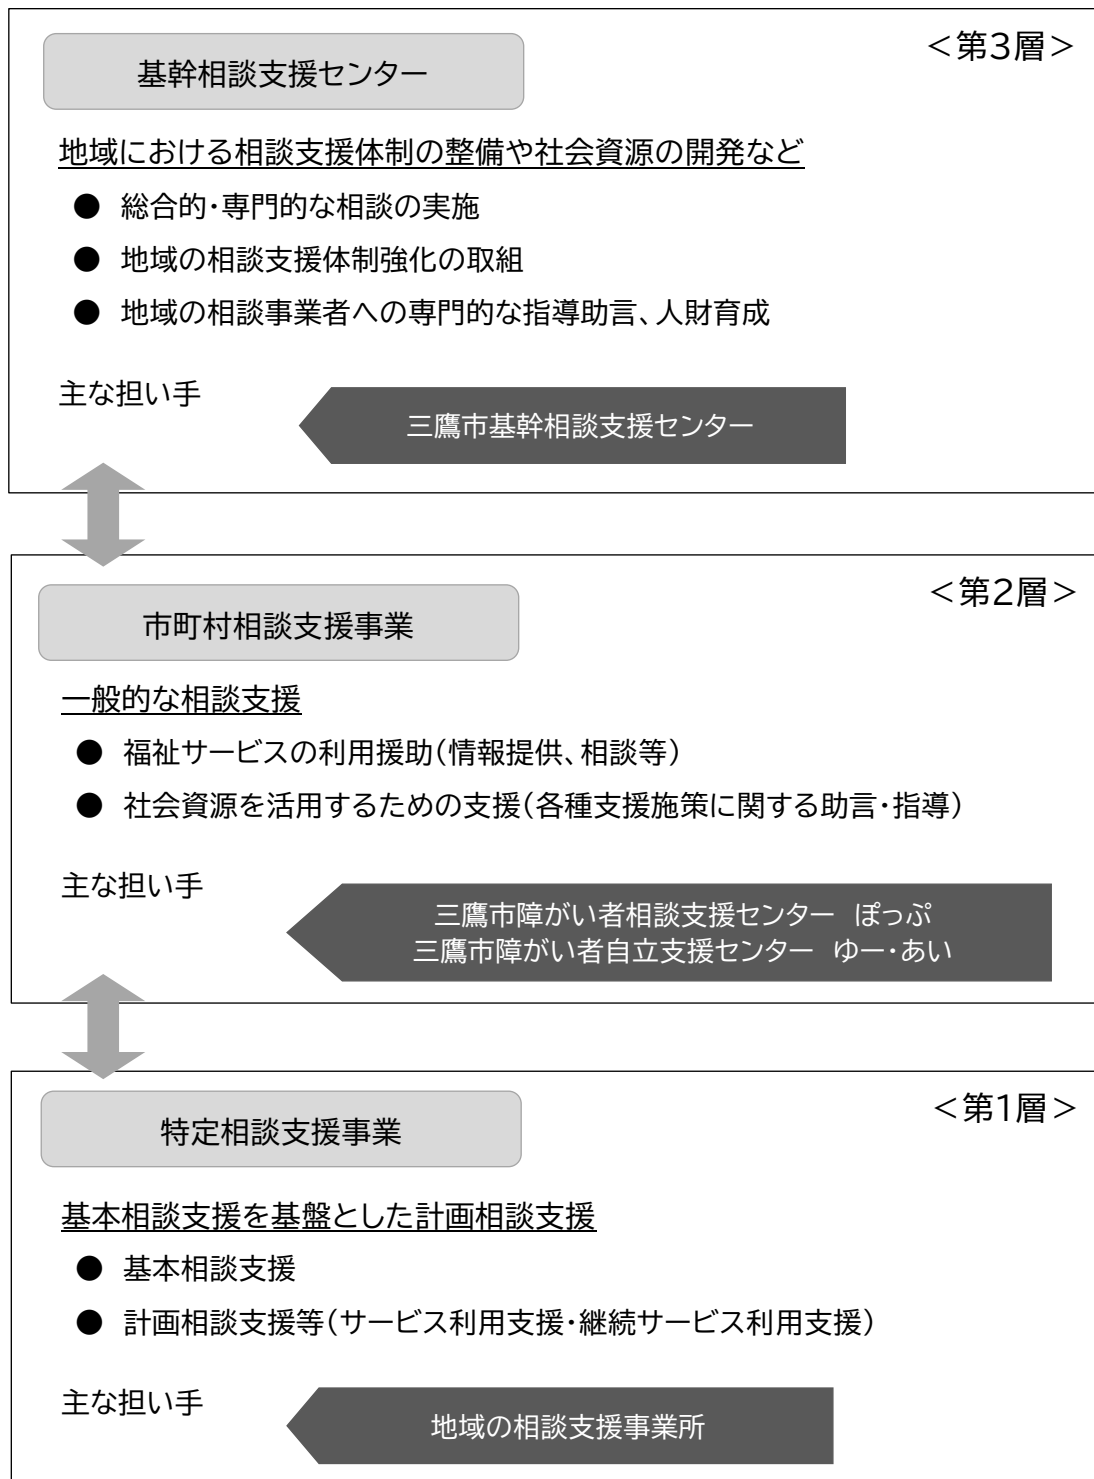 ＜第3層＞
基幹相談支援センター
地域における相談支援体制の整備や社会資源の開発など
● 総合的・専門的な相談の実施
● 地域の相談支援体制強化の取組
● 地域の相談事業者への専門的な指導助言、人財育成
主な担い手
三鷹市基幹相談支援センター
＜第2層＞
市町村相談支援事業
一般的な相談支援
● 福祉サービスの利用援助（情報提供、相談等）
● 社会資源を活用するための支援（各種支援施策に関する助言・指導）
主な担い手
三鷹市障がい者相談支援センター　ぽっぷ
三鷹市障がい者自立支援センター　ゆー・あい
＜第1層＞
特定相談支援事業
基本相談支援を基盤とした計画相談支援
● 基本相談支援
● 計画相談支援等（サービス利用支援・継続サービス利用支援）
主な担い手
地域の相談支援事業所